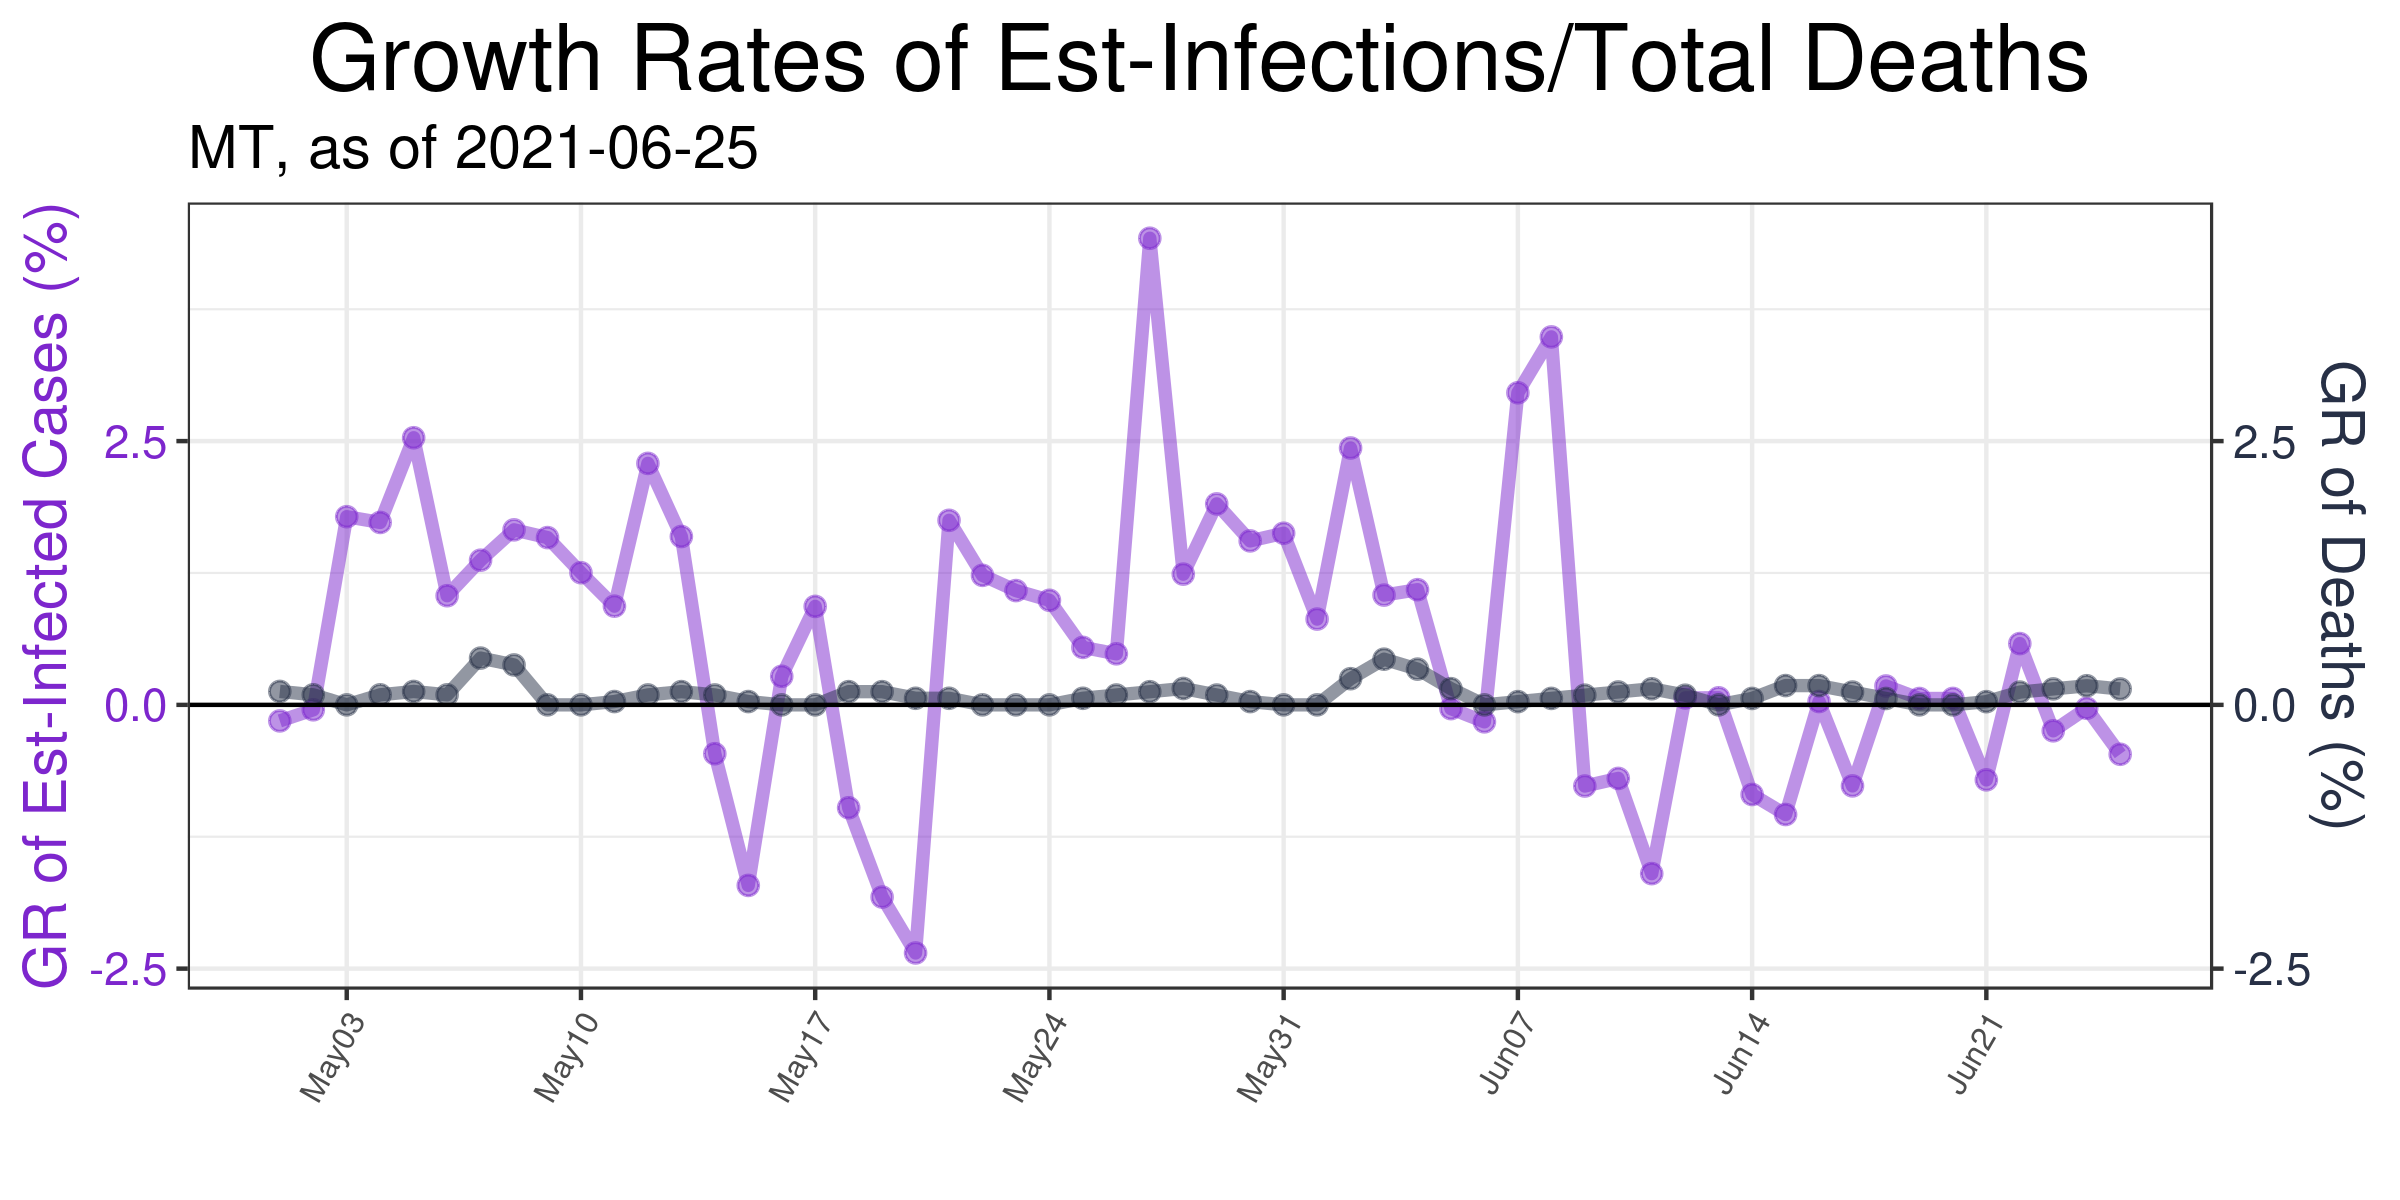 Growth Rates of Est-Infections/Total Deaths
MT, as of 2021-06-25
GR of Est-Infected Cases (%)
2.5
0.0
-2.5
2.5
0.0
-2.5
GR of Deaths (%)
May03
May10
May17
May24
May31
Jun07
Jun14
Jun21